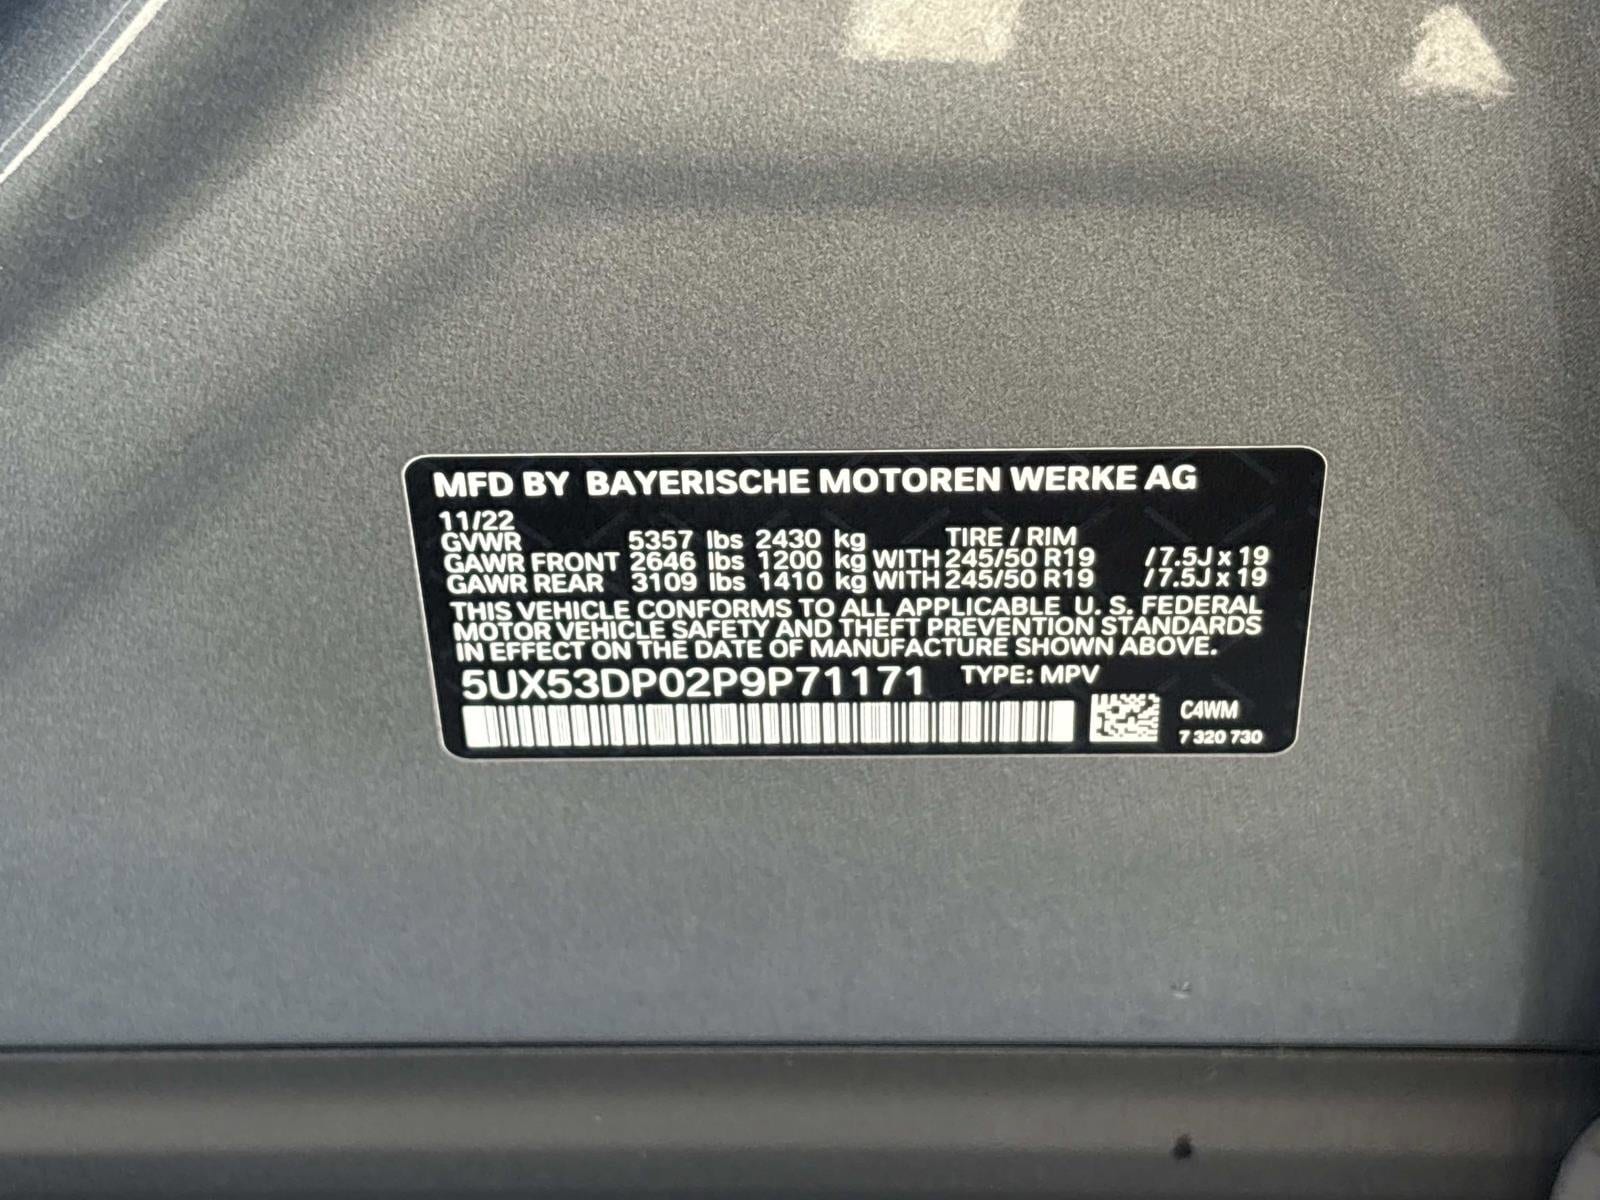 MFD BY BAYERISCHE MOTOREN WERKE AG
11/22
GVWR 5357 lbs 2430 kg TIRE / RIM
GAWR FRONT 2646 lbs 1200 kg WITH 245/50 R19 / 7.5J x 19
GAWR REAR 3109 lbs 1410 kg WITH 245/50 R19 / 7.5J x 19
THIS VEHICLE CONFORMS TO ALL APPLICABLE U. S. FEDERAL
MOTOR VEHICLE SAFETY AND THEFT PREVENTION STANDARDS
IN EFFECT ON THE DATE OF MANUFACTURE SHOWN ABOVE.
5UX53DP02P9P71171 TYPE: MPV
C4WM
7 320 730